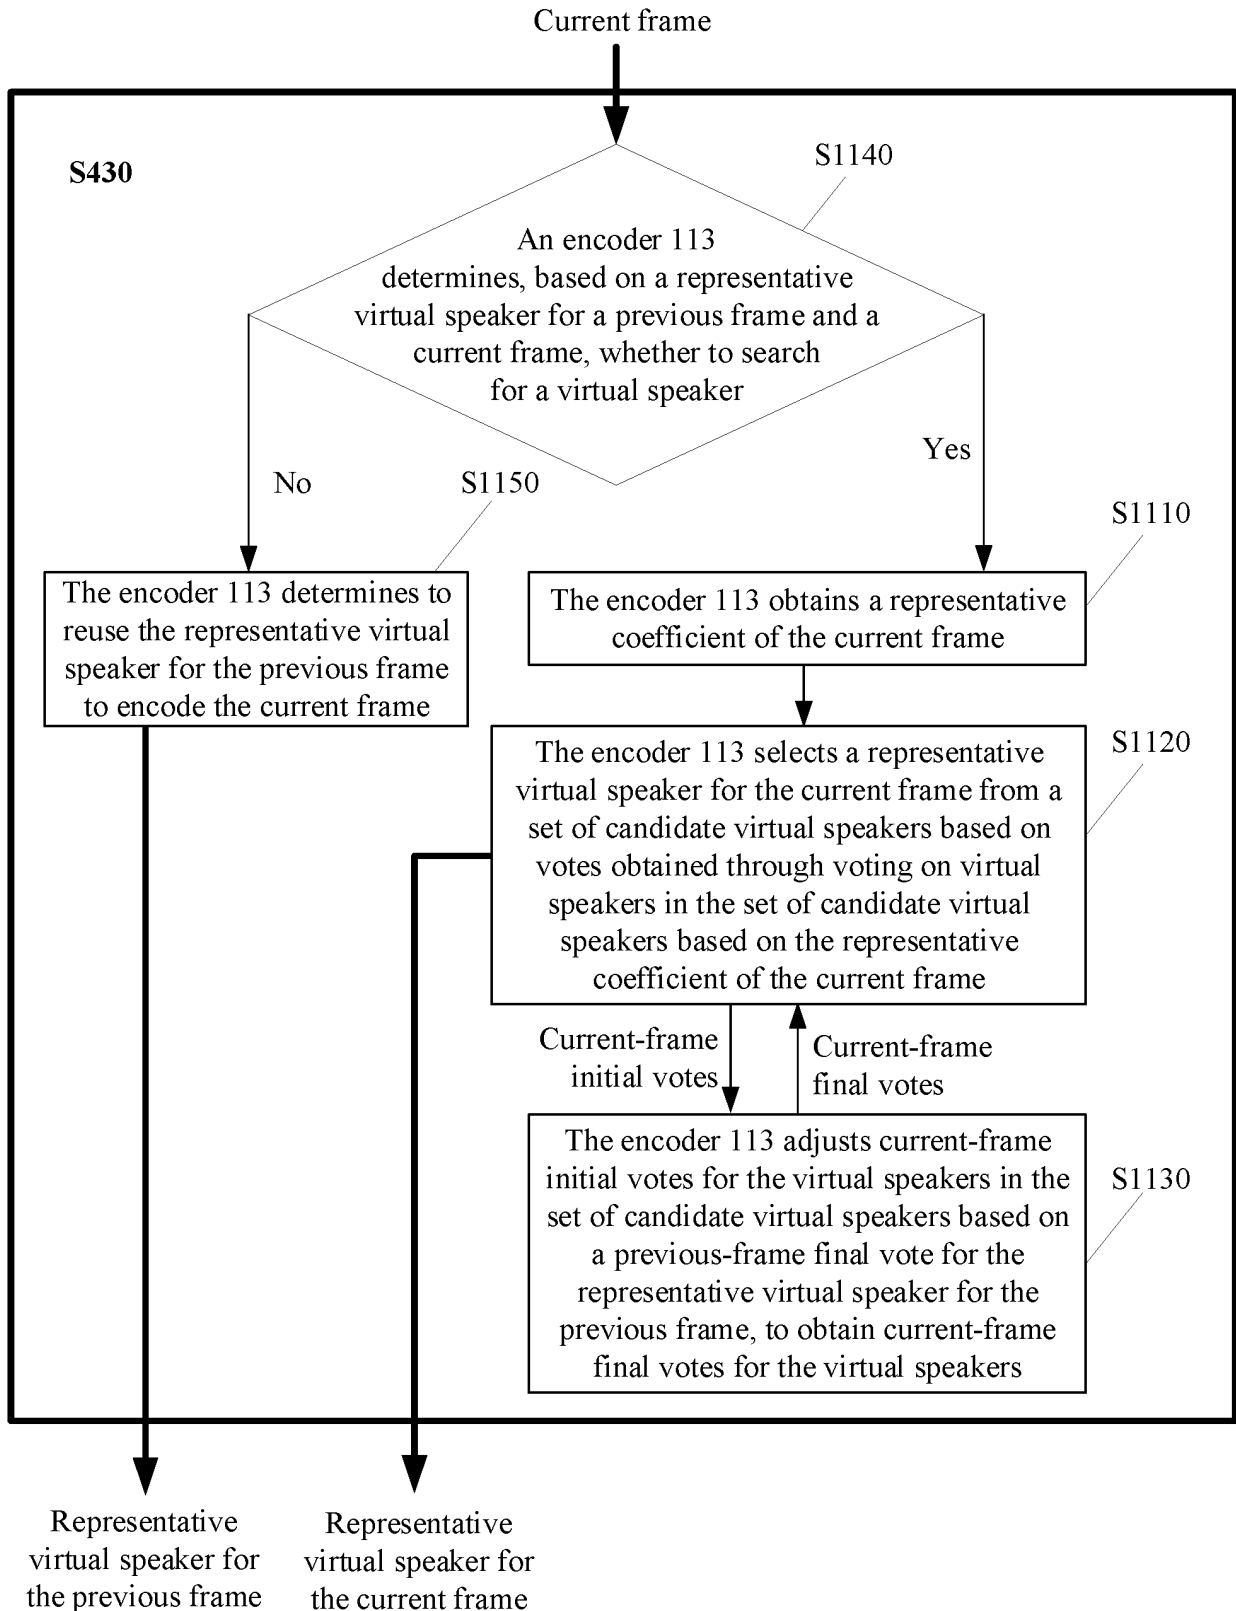 Current frame
S430
S1140
An encoder 113
determines, based on a representative
virtual speaker for a previous frame and a
current frame, whether to search
for a virtual speaker
No
Yes
S1150
S1110
The encoder 113 determines to
reuse the representative virtual
speaker for the previous frame
to encode the current frame
The encoder 113 obtains a representative
coefficient of the current frame
S1120
The encoder 113 selects a representative
virtual speaker for the current frame from a
set of candidate virtual speakers based on
votes obtained through voting on virtual
speakers in the set of candidate virtual
speakers based on the representative
coefficient of the current frame
Current-frame
initial votes
Current-frame
final votes
S1130
The encoder 113 adjusts current-frame
initial votes for the virtual speakers in the
set of candidate virtual speakers based on
a previous-frame final vote for the
representative virtual speaker for the
previous frame, to obtain current-frame
final votes for the virtual speakers
Representative
virtual speaker for
the previous frame
Representative
virtual speaker for
the current frame